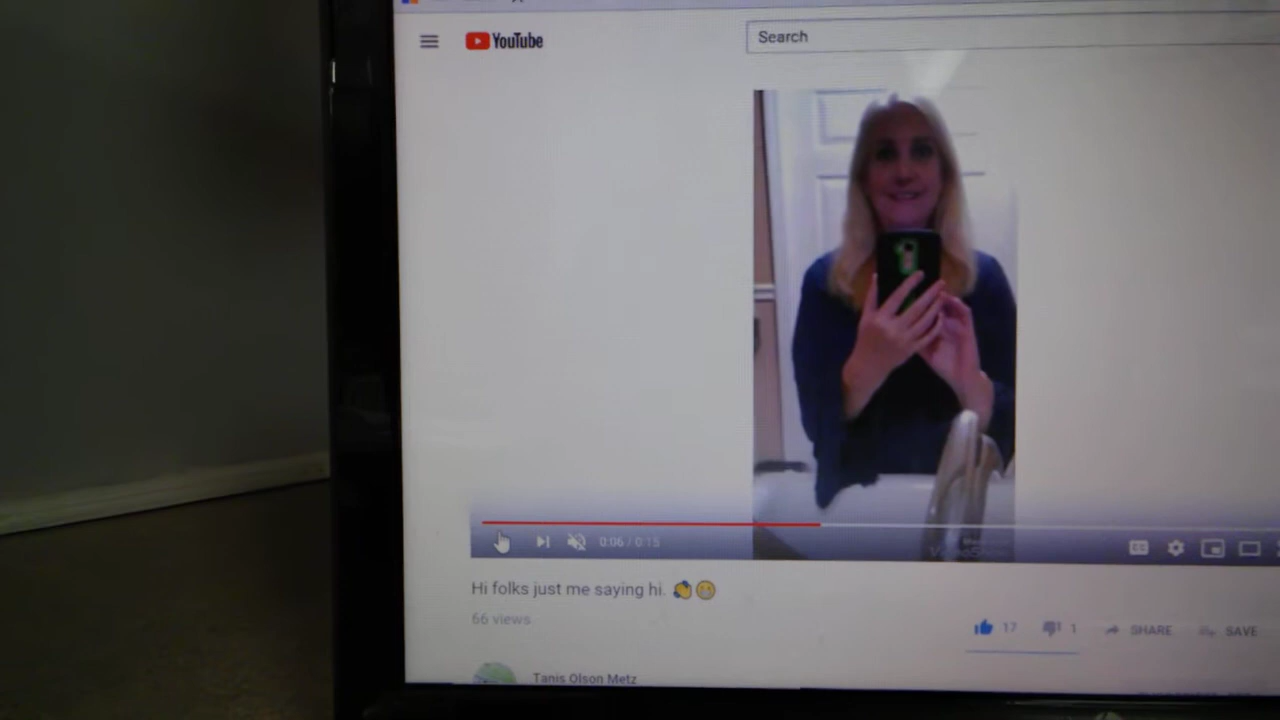 YouTube
Search
0:06 / 0:15
CC
Hi folks just me saying hi. 👏😁
66 views
17
1
SHARE
SAVE
Tanis Olson Metz